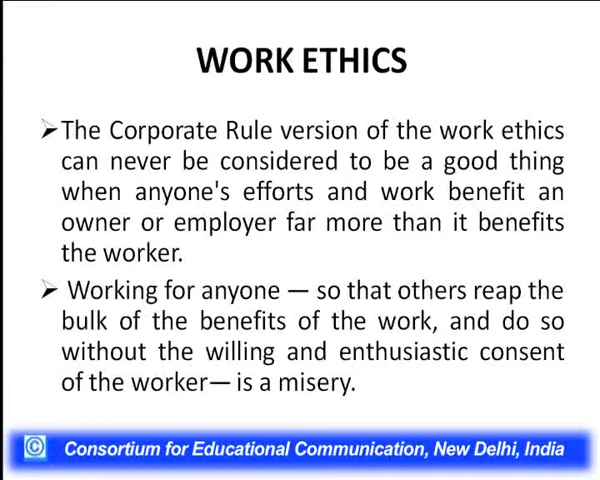 WORK ETHICS
➢The Corporate Rule version of the work ethics
can never be considered to be a good thing
when anyone's efforts and work benefit an
owner or employer far more than it benefits
the worker.
➢ Working for anyone — so that others reap the
bulk of the benefits of the work, and do so
without the willing and enthusiastic consent
of the worker— is a misery.
© Consortium for Educational Communication, New Delhi, India